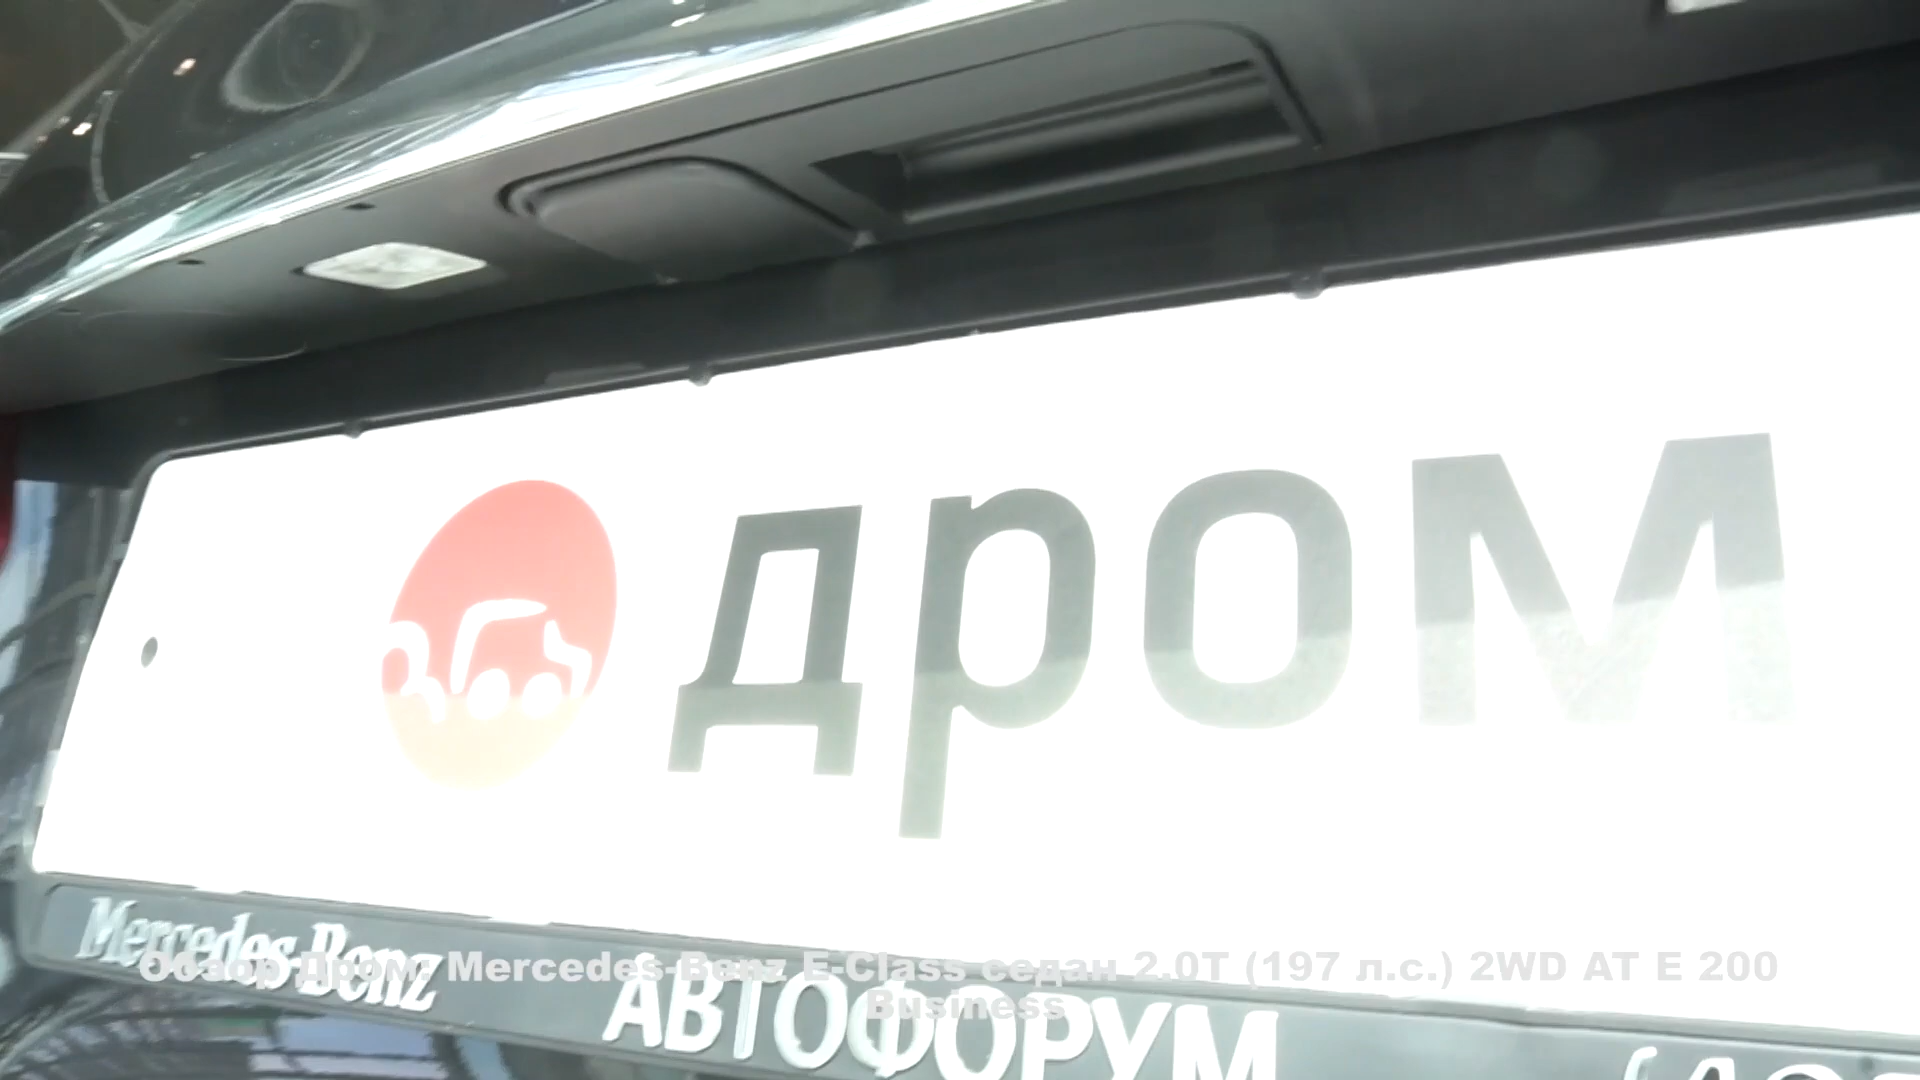 дром
Mercedes-Benz
АВТОФОРУМ
Обзор Дром: Mercedes-Benz E-Class седан 2.0T (197 л.с.) 2WD AT E 200
Business